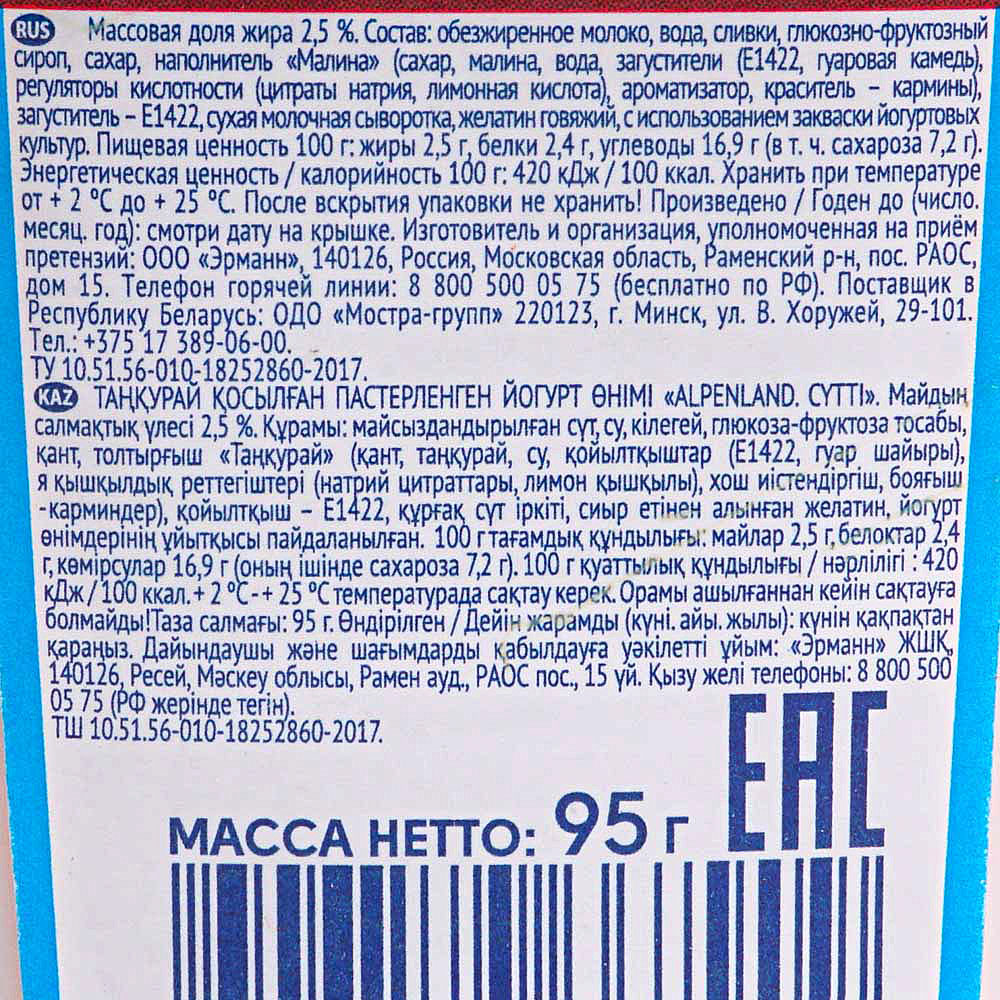 RUS Массовая доля жира 2,5 %. Состав: обезжиренное молоко, вода, сливки, глюкозно-фруктозный
сироп, сахар, наполнитель «Малина» (сахар, малина, вода, загустители (Е1422, гуаровая камедь),
регуляторы кислотности (цитраты натрия, лимонная кислота), ароматизатор, краситель – кармины),
загуститель – Е1422, сухая молочная сыворотка, желатин говяжий, с использованием закваски йогуртовых
культур. Пищевая ценность 100 г: жиры 2,5 г, белки 2,4 г, углеводы 16,9 г (в т. ч. сахароза 7,2 г).
Энергетическая ценность / калорийность 100 г: 420 кДж / 100 ккал. Хранить при температуре
от + 2 °С до + 25 °С. После вскрытия упаковки не хранить! Произведено / Годен до (число.
месяц. год): смотри дату на крышке. Изготовитель и организация, уполномоченная на приём
претензий: ООО «Эрманн», 140126, Россия, Московская область, Раменский р-н, пос. РАОС,
дом 15. Телефон горячей линии: 8 800 500 05 75 (бесплатно по РФ). Поставщик в
Республику Беларусь: ОДО «Мостра-групп» 220123, г. Минск, ул. В. Хоружей, 29-101.
Тел.: +375 17 389-06-00.
ТУ 10.51.56-010-18252860-2017.
KAZ ТАҢҚУРАЙ ҚОСЫЛҒАН ПАСТЕРЛЕНГЕН ЙОГУРТ ӨНІМІ «ALPENLAND. СҮТТІ». Майдың
салмақтық үлесі 2,5 %. Құрамы: майсыздандырылған сүт, су, кілегей, глюкоза-фруктоза тосабы,
қант, толтырғыш «Таңқурай» (қант, таңқурай, су, қойылтқыштар (Е1422, гуар шайыры),
я қышқылдық реттегіштері (натрий цитраттары, лимон қышқылы), хош иістендіргіш, бояғыш
-карминдер), қойылтқыш – Е1422, құрғақ сүт іркіті, сиыр етінен алынған желатин, йогурт
өнімдерінің ұйытқысы пайдаланылған. 100 г тағамдық құндылығы: майлар 2,5 г, белоктар 2,4
г, көмірсулар 16,9 г (оның ішінде сахароза 7,2 г). 100 г қуаттылық құндылығы / нәрлілігі : 420
кДж / 100 ккал. + 2 °С - + 25 °С температурада сақтау керек. Орамы ашылғаннан кейін сақтауға
болмайды! Таза салмағы: 95 г. Өндірілген / Дейін жарамды (күні. айы. жылы): күнін қақпақтан
қараңыз. Дайындаушы және шағымдарды қабылдауға уәкілетті ұйым: «Эрманн» ЖШҚ,
140126, Ресей, Мәскеу облысы, Рамен ауд., РАОС пос., 15 үй. Қызу желі телефоны: 8 800 500
05 75 (РФ жерінде тегін).
ТШ 10.51.56-010-18252860-2017.
МАССА НЕТТО: 95 г ЕАС